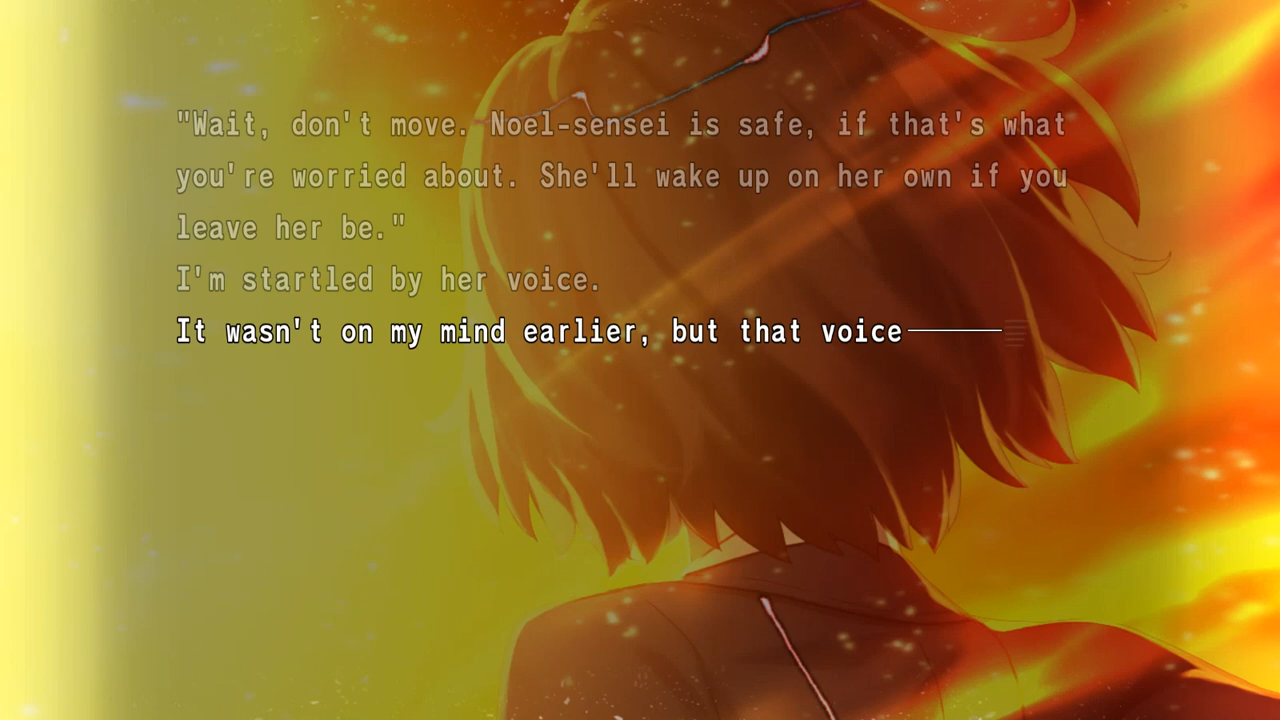 "Wait, don't move. Noel-sensei is safe, if that's what
you're worried about. She'll wake up on her own if you
leave her be."
I'm startled by her voice.
It wasn't on my mind earlier, but that voice———